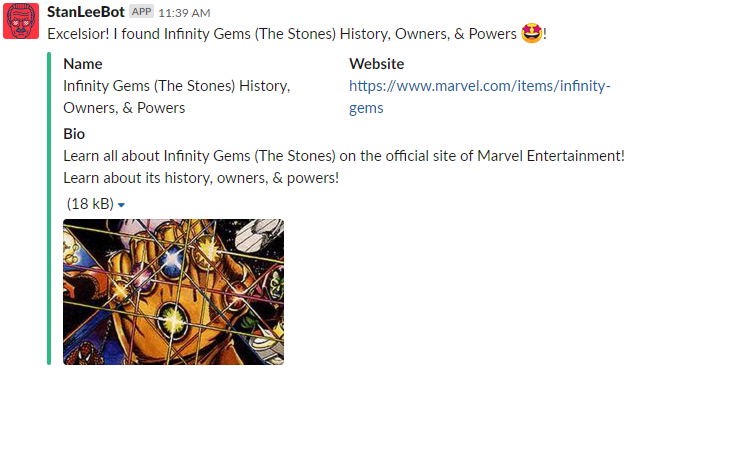 StanLeeBot APP 11:39 AM
Excelsior! I found Infinity Gems (The Stones) History, Owners, & Powers 🤩!
Name
Infinity Gems (The Stones) History,
Owners, & Powers
Website
https://www.marvel.com/items/infinity-
gems
Bio
Learn all about Infinity Gems (The Stones) on the official site of Marvel Entertainment!
Learn about its history, owners, & powers!
(18 kB)